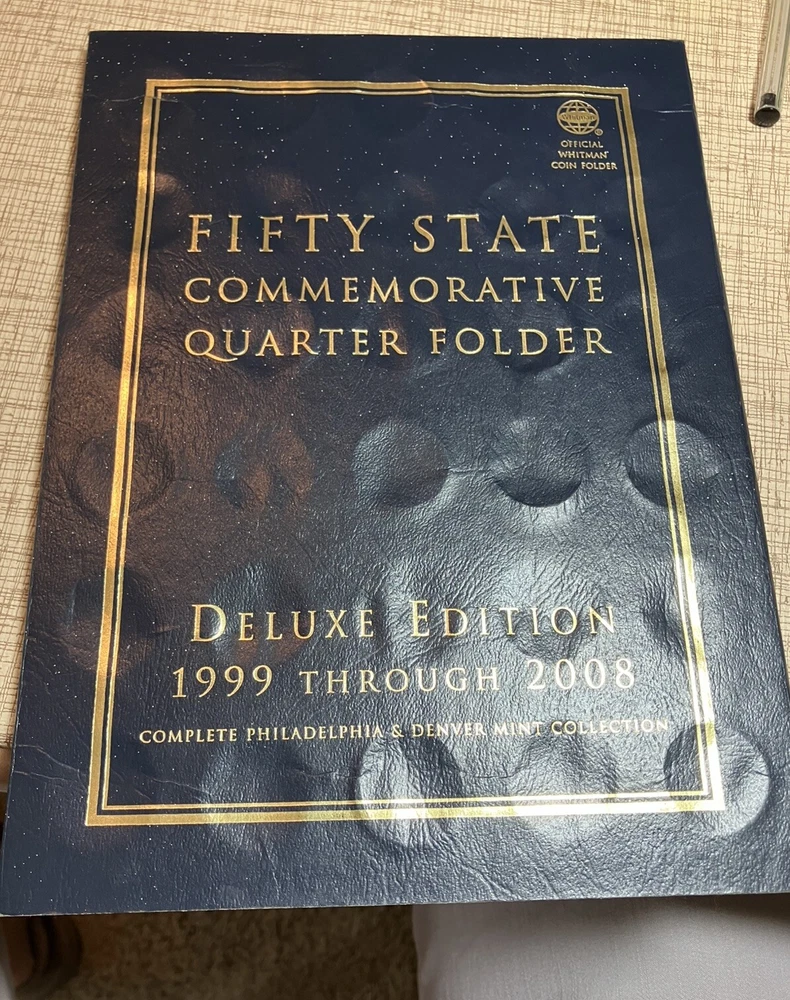 Whitman
®
OFFICIAL
WHITMAN®
COIN FOLDER
FIFTY STATE
COMMEMORATIVE
QUARTER FOLDER
DELUXE EDITION
1999 THROUGH 2008
COMPLETE PHILADELPHIA & DENVER MINT COLLECTION